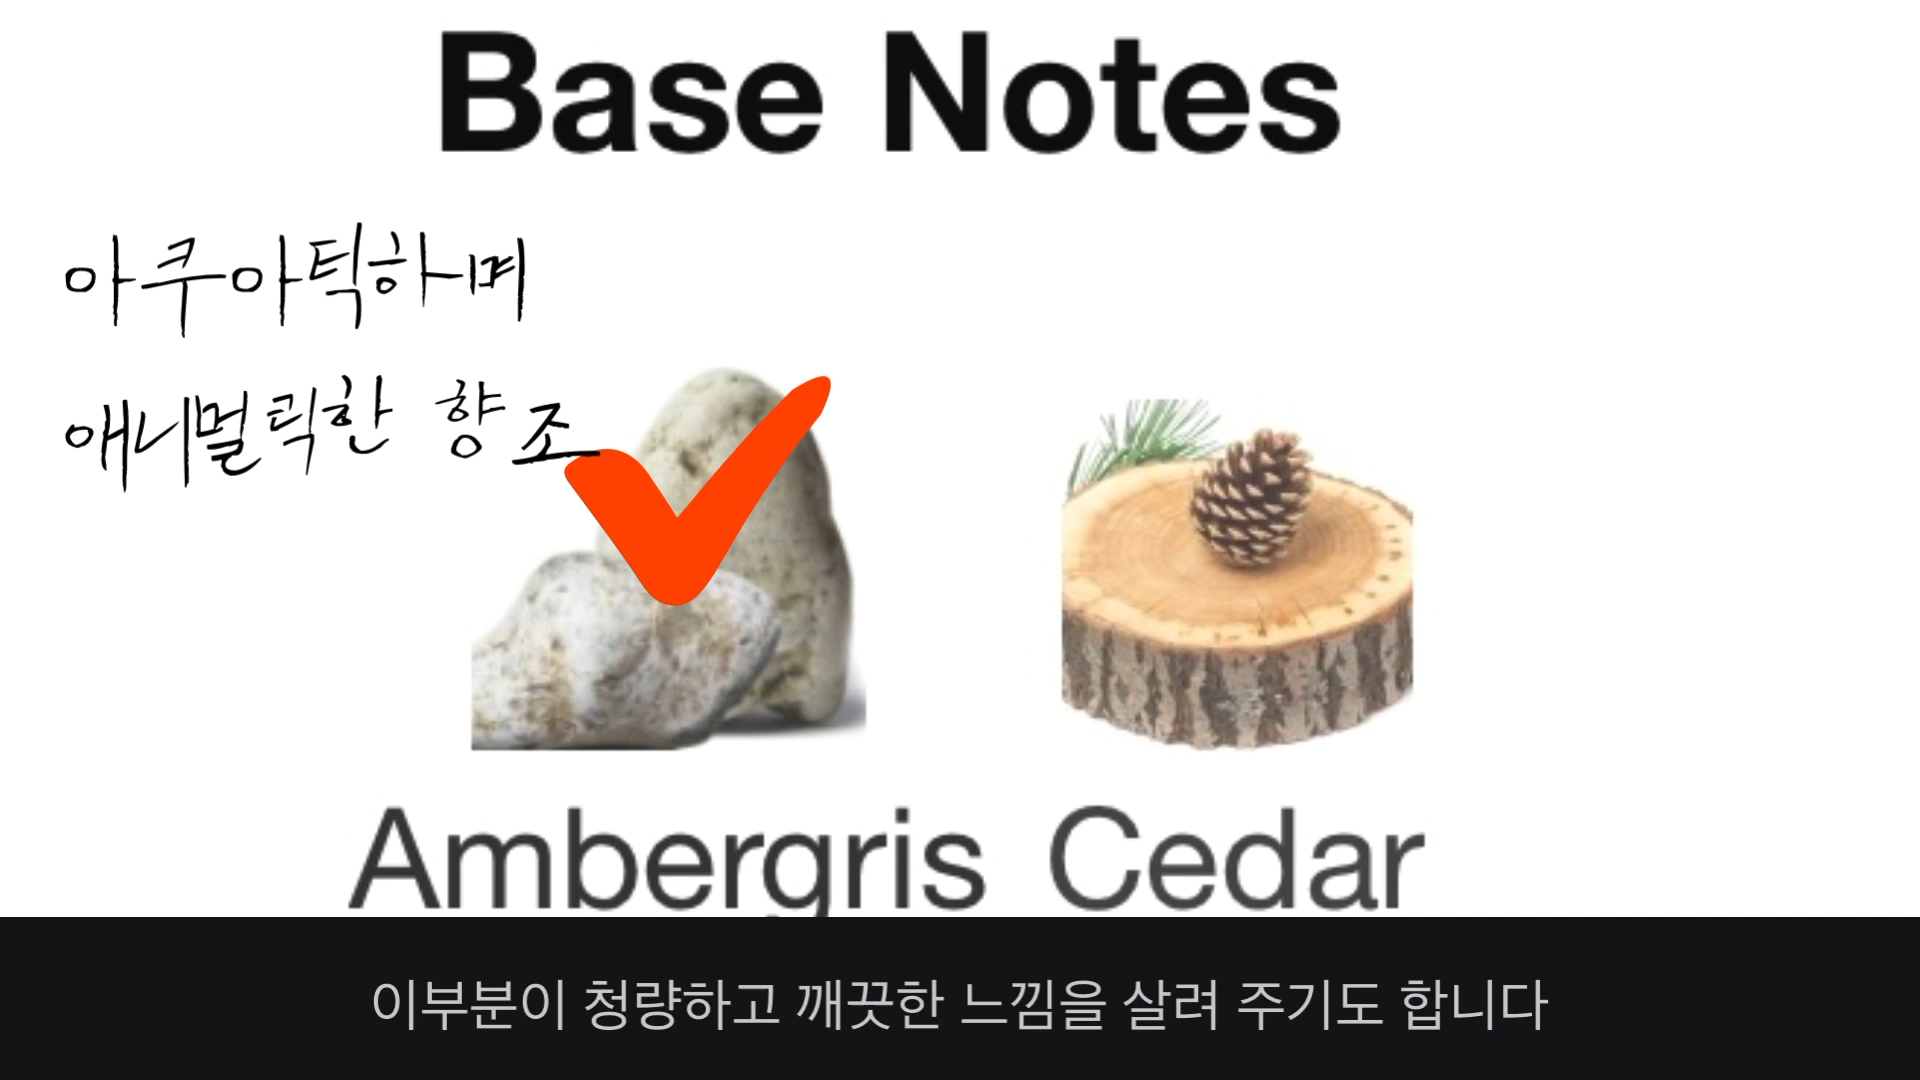 Base Notes
아쿠아틱하며
애니멀릭한 향조
Ambergris Cedar
이부분이 청량하고 깨끗한 느낌을 살려 주기도 합니다